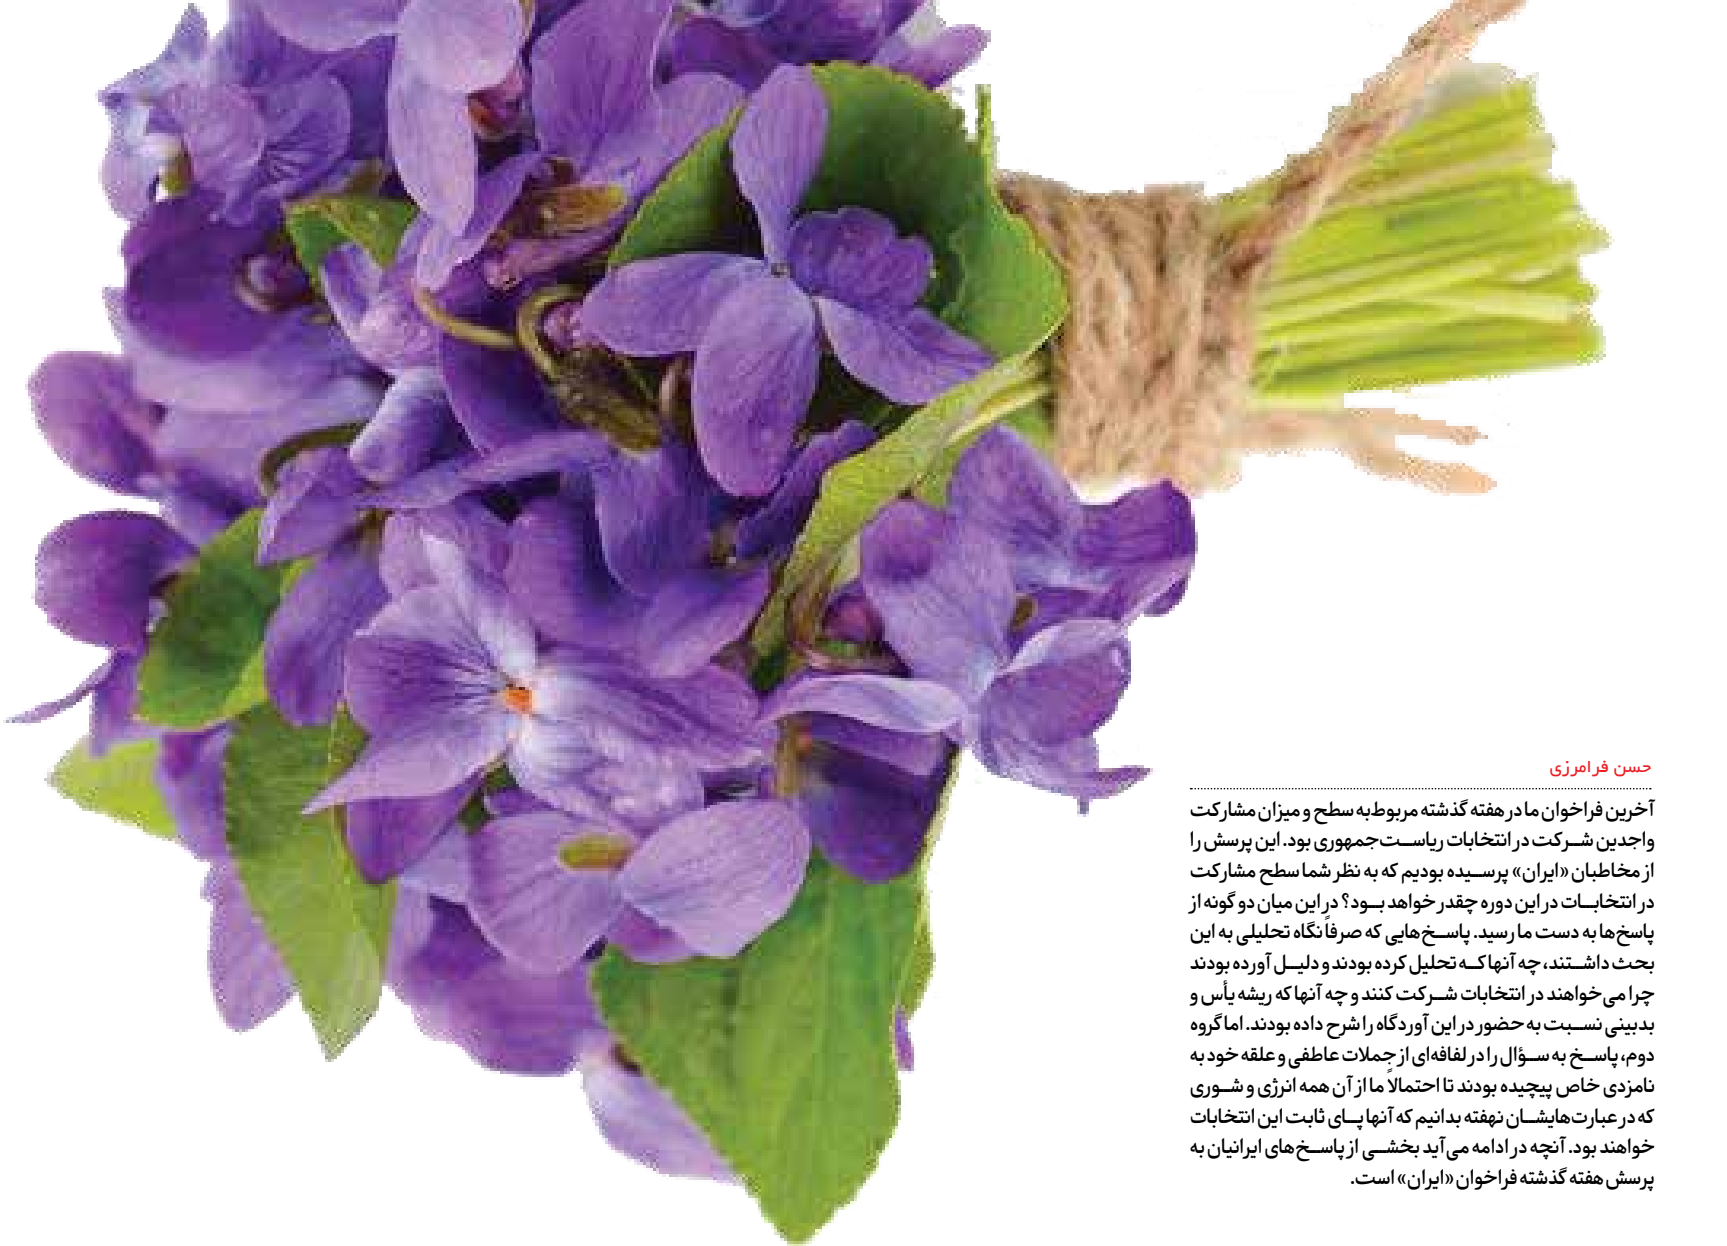 حسن فرامرزی
آخرین فراخوان ما در هفته گذشته مربوط‌به سطح و میزان مشارکت
واجدین شـرکت در انتخابات ریاسـت‌جمهوری بود. این پرسش را
از مخاطبان «ایران» پرسـیده بودیم که به نظر شما سطح مشارکت
در انتخابـات در این دوره چقدر خواهد بـود؟ در این میان دو گونه از
پاسخ‌ها به دست ما رسید. پاسـخ‌هایی که صرفاً نگاه تحلیلی به این
بحث داشـتند، چه آنها کـه تحلیل کرده بودند و دلیـل آورده بودند
چرا می‌خواهند در انتخابات شـرکت کنند و چه آنها که ریشه یأس و
بدبینی نسـبت به حضور در این آوردگاه را شرح داده بودند. اما گروه
دوم، پاسـخ به سـؤال را در لفافه‌ای از جملات عاطفی و علقه خود به
نامزدی خاص پیچیده بودند تا احتمالاً ما از آن همه انرژی و شـوری
که در عبارت‌هایشـان نهفته بدانیم که آنها پـای ثابت این انتخابات
خواهند بود. آنچه در ادامه می‌آید بخشـی از پاسـخ‌های ایرانیان به
پرسش هفته گذشته فراخوان «ایران» است.